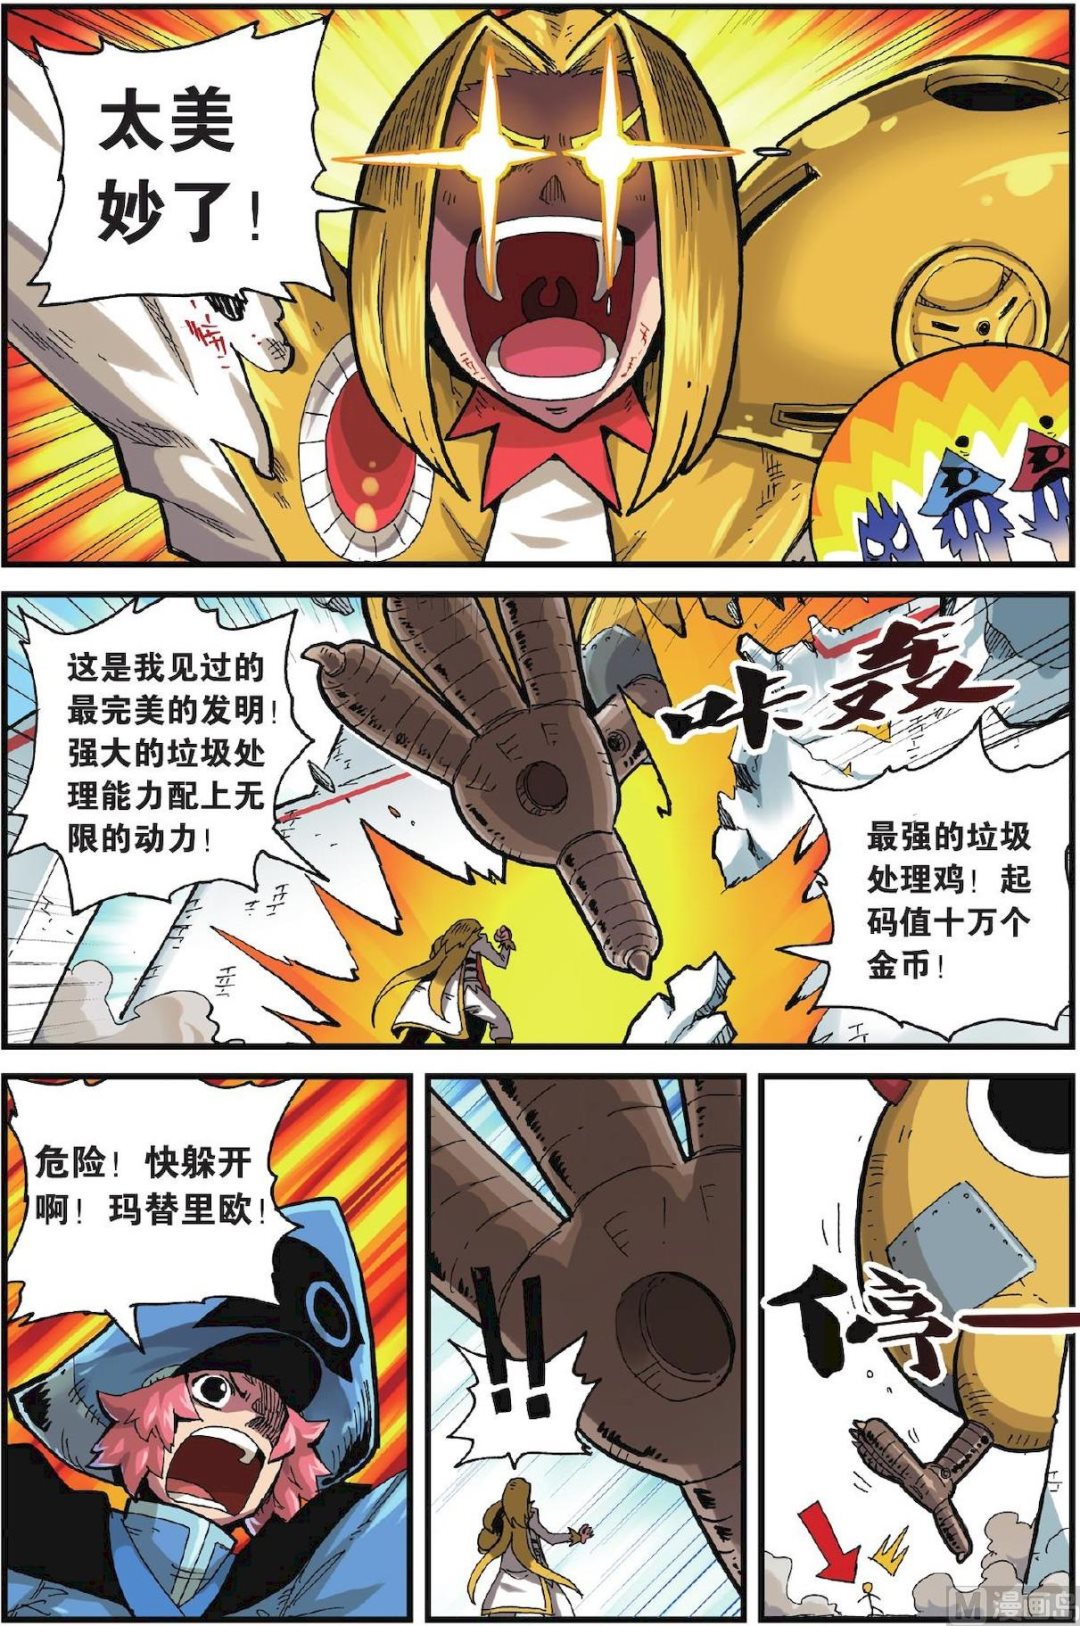 太美
妙了！
这是我见过的
最完美的发明！
强大的垃圾处
理能力配上无
限的动力！
咔轰
最强的垃圾
处理鸡！起
码值十万个
金币！
危险！快躲开
啊！玛替里欧！
!!
停—
M漫画岛